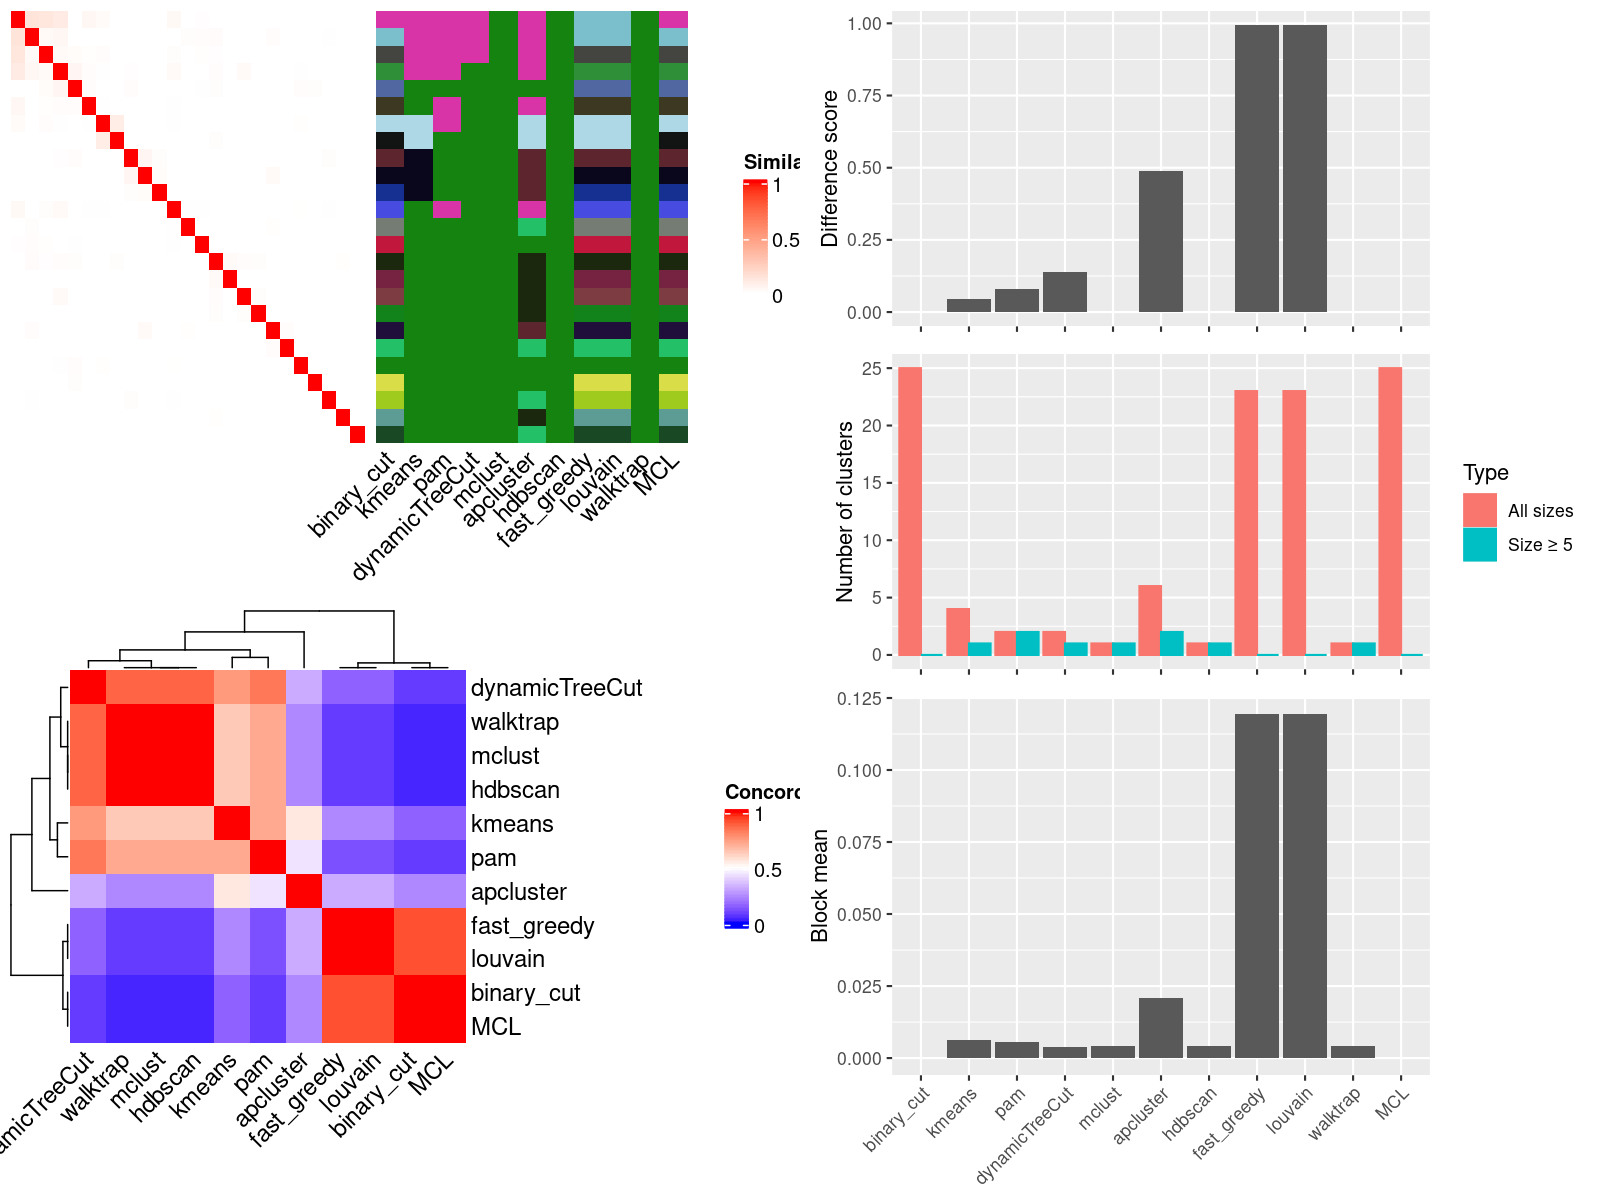 Simila
1
0.5
0
binary_cut
kmeans
pam
dynamicTreeCut
mclust
apcluster
hdbscan
fast_greedy
louvain
walktrap
MCL
dynamicTreeCut
walktrap
mclust
hdbscan
kmeans
pam
apcluster
fast_greedy
louvain
binary_cut
MCL
Concord
1
0.5
0
amicTreeCut
walktrap
mclust
hdbscan
kmeans
pam
apcluster
fast_greedy
louvain
binary_cut
MCL
Difference score
1.00
0.75
0.50
0.25
0.00
Number of clusters
25
20
15
10
5
0
Type
All sizes
Size ≥ 5
Block mean
0.125
0.100
0.075
0.050
0.025
0.000
binary_cut
kmeans
pam
dynamicTreeCut
mclust
apcluster
hdbscan
fast_greedy
louvain
walktrap
MCL